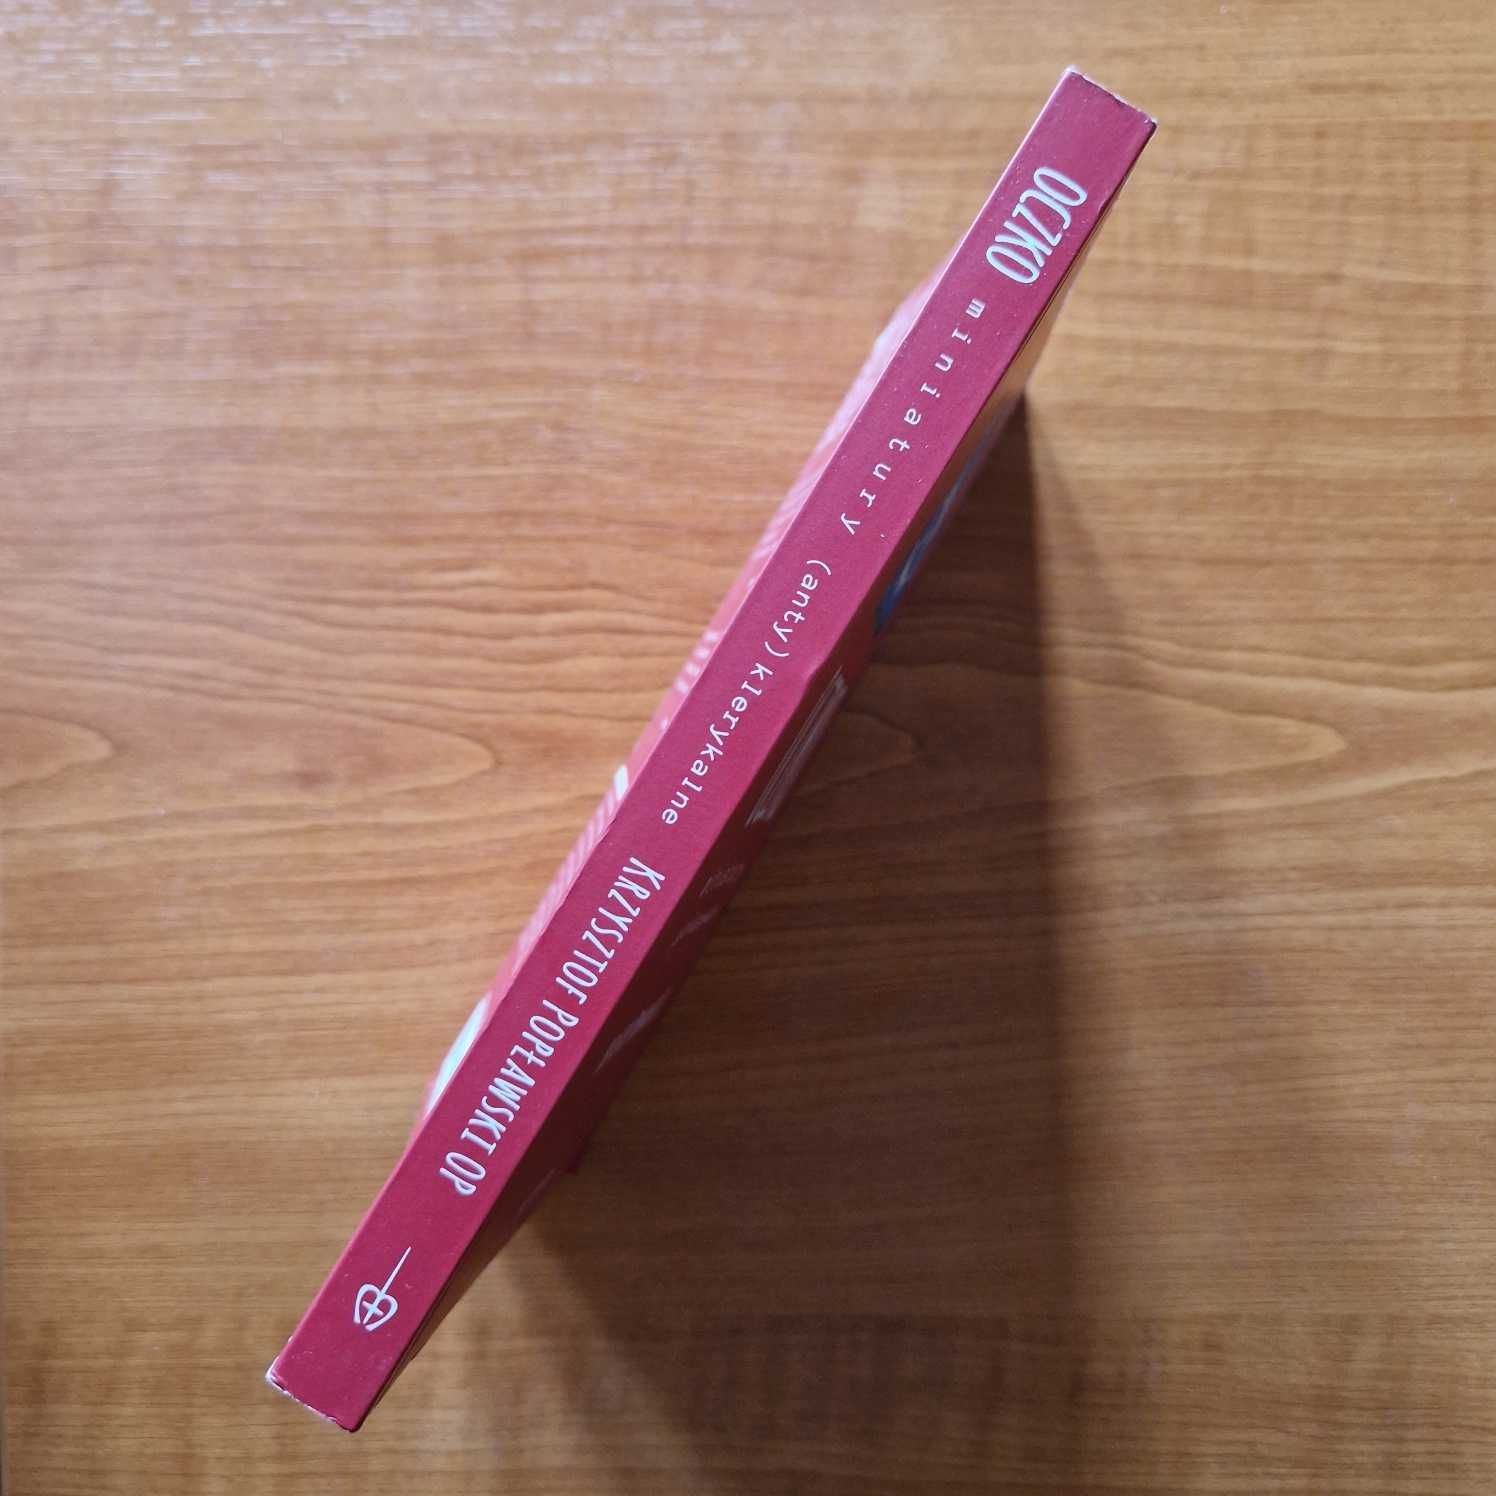 OCZKO miniatury (anty)klerykalne KRZYSZTOF POPŁAWSKI OP